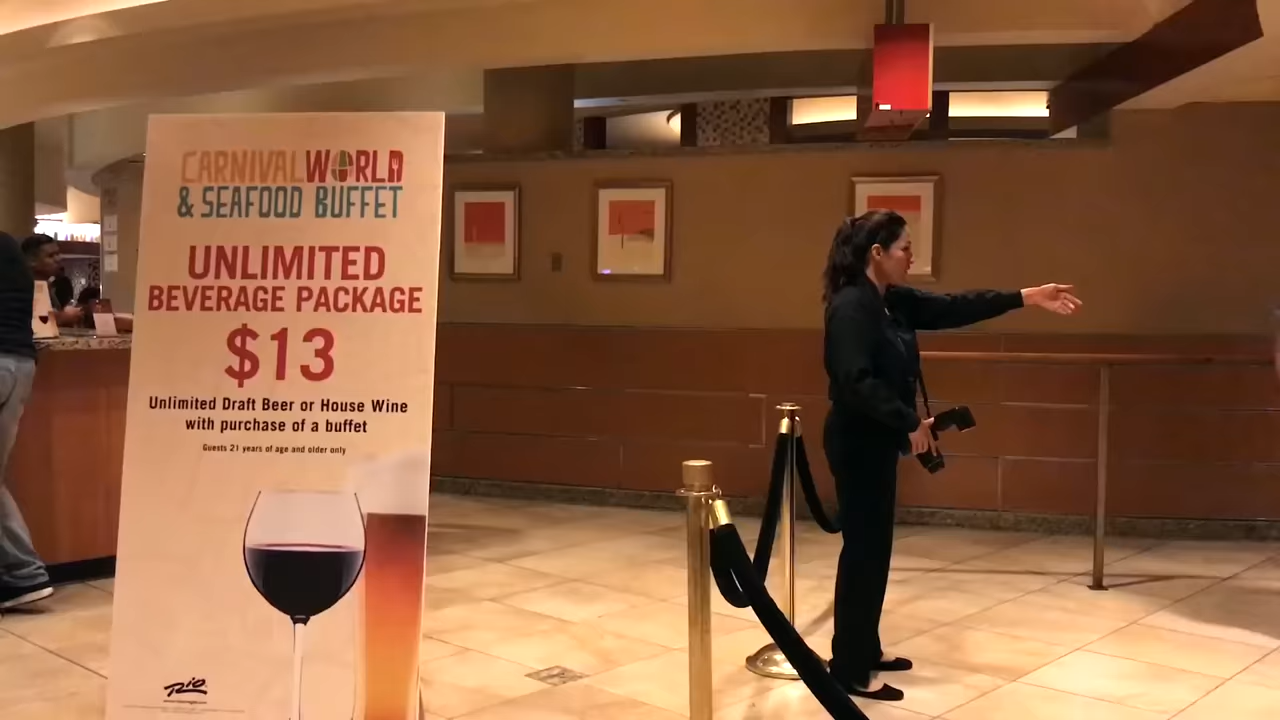 CARNIVAL WORLD
& SEAFOOD BUFFET
UNLIMITED
BEVERAGE PACKAGE
$13
Unlimited Draft Beer or House Wine
with purchase of a buffet
Guests 21 years of age and older only
Rio